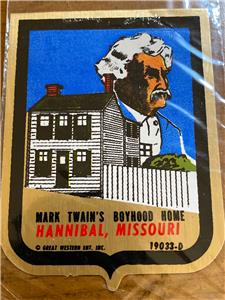 MARK TWAIN'S BOYHOOD HOME
HANNIBAL, MISSOURI
© GREAT WESTERN ENT, INC. 19033-D